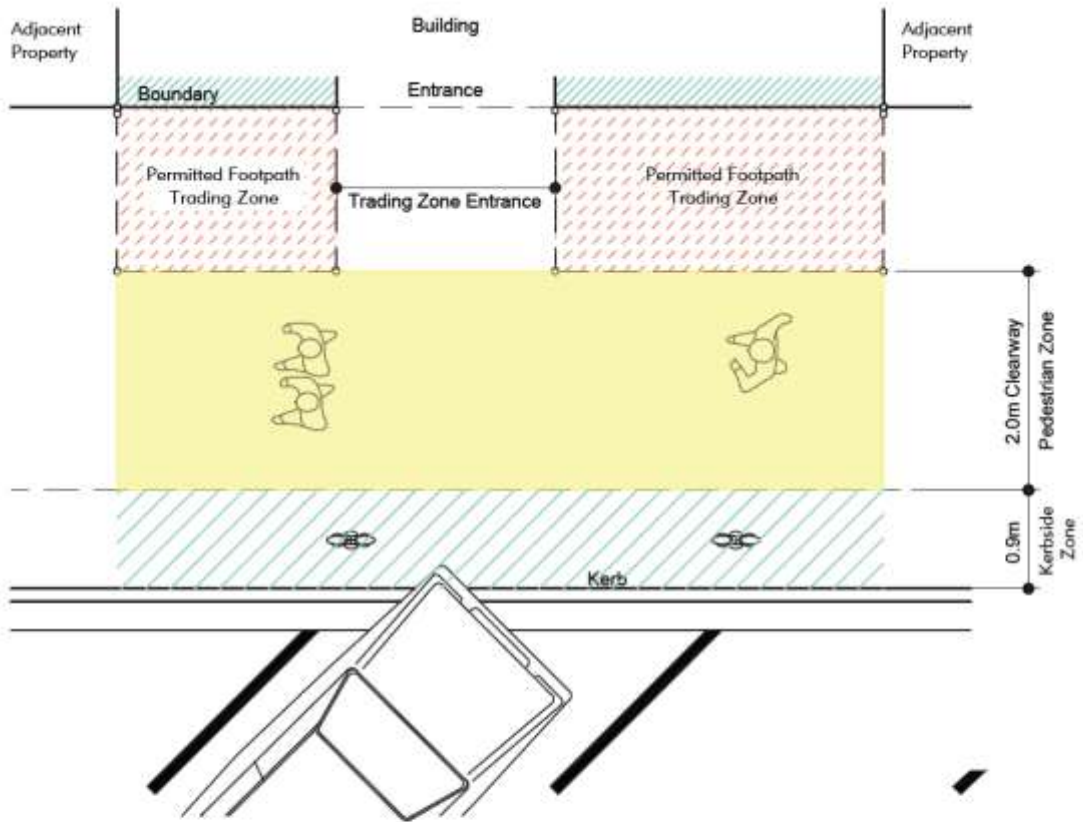 Adjacent
Property
Building
Adjacent
Property
Entrance
Boundary
Permitted Footpath
Trading Zone
Permitted Footpath
Trading Zone
Trading Zone Entrance
2.0m Clearway
Pedestrian Zone
0.9m
Kerbside
Zone
Kerb